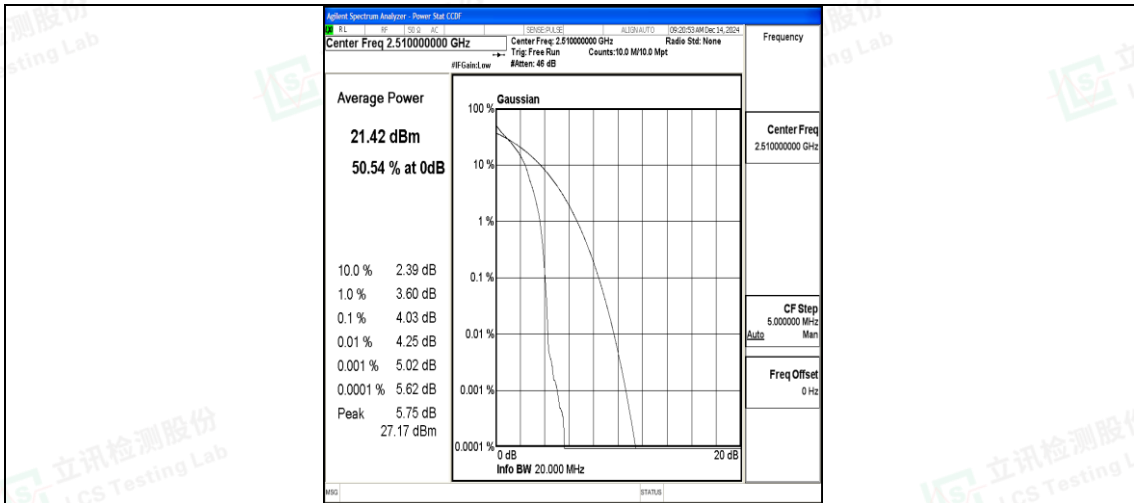 Agilent Spectrum Analyzer - Power Stat CCDF
RL RF 50 Ω AC SENSE:PULSE ALIGN AUTO 09:20:53 AM Dec 14, 2024
Center Freq 2.510000000 GHz
Center Freq: 2.510000000 GHz Radio Std: None
Trig: Free Run Counts:10.0 M/10.0 Mpt
#IFGain:Low #Atten: 46 dB
Frequency
Average Power
21.42 dBm
50.54 % at 0dB
10.0 % 2.39 dB
1.0 % 3.60 dB
0.1 % 4.03 dB
0.01 % 4.25 dB
0.001 % 5.02 dB
0.0001 % 5.62 dB
Peak 5.75 dB
27.17 dBm
Gaussian
100 %
10 %
1 %
0.1 %
0.01 %
0.001 %
0.0001 %
0 dB 20 dB
Info BW 20.000 MHz
Center Freq
2.510000000 GHz
CF Step
5.000000 MHz
Auto Man
Freq Offset
0 Hz
MSG STATUS
立讯检测股份
LCS Testing Lab